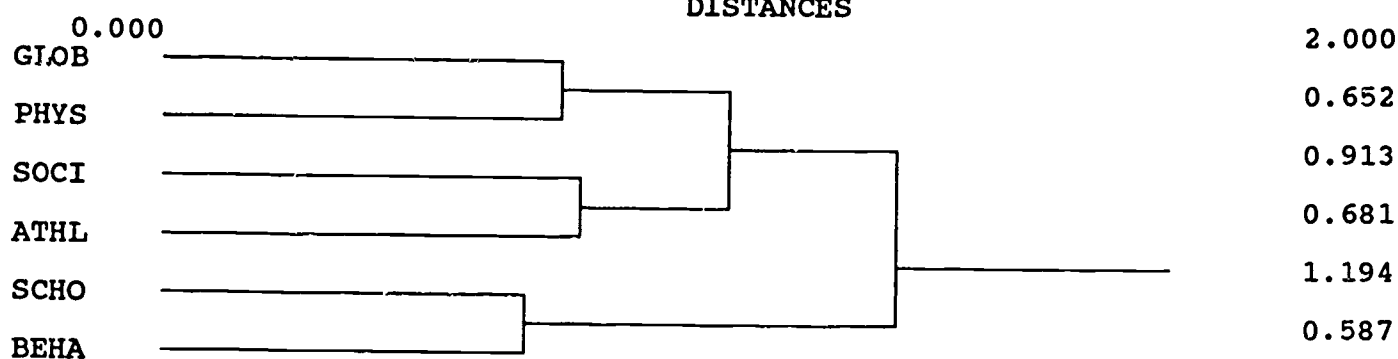 DISTANCES
0.000 2.000
GLOB
0.652
PHYS
0.913
SOCI
0.681
ATHL
1.194
SCHO
0.587
BEHA